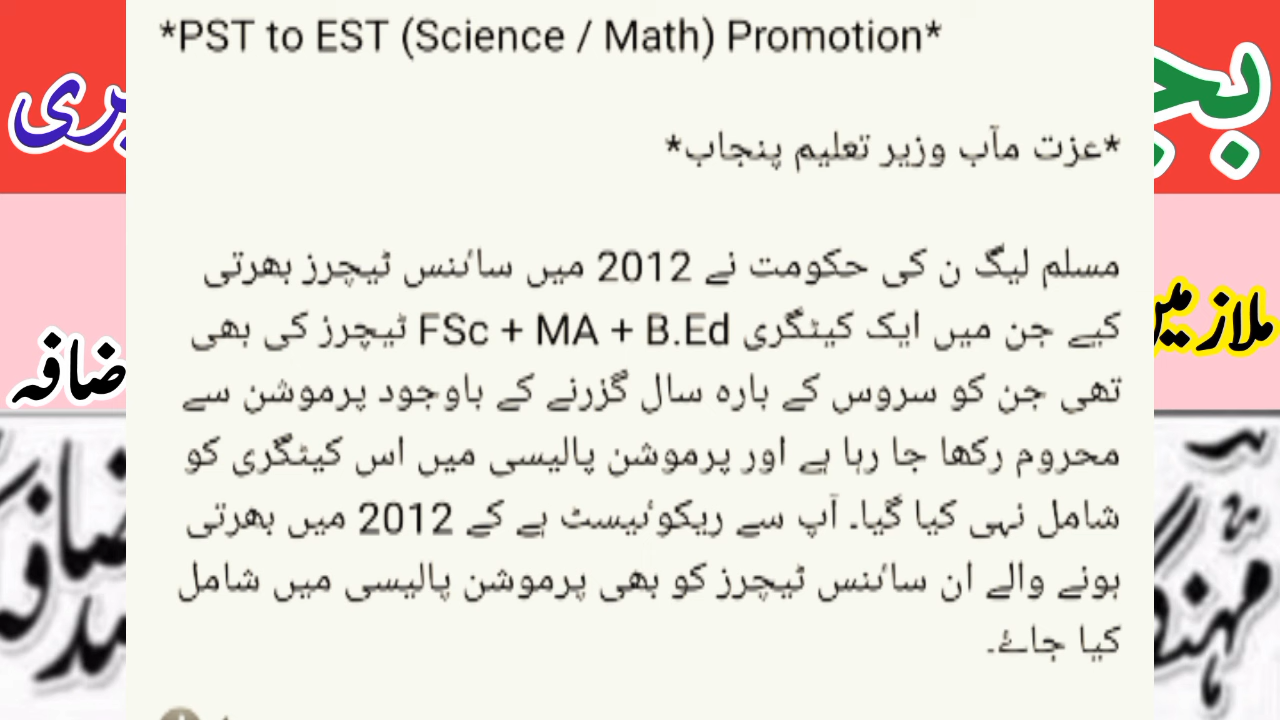 *PST to EST (Science / Math) Promotion*
*عزت مآب وزیر تعلیم پنجاب*
مسلم لیگ ن کی حکومت نے 2012 میں سائنس ٹیچرز بھرتی
کیے جن میں ایک کیٹگری FSc + MA + B.Ed ٹیچرز کی بھی
تھی جن کو سروس کے بارہ سال گزرنے کے باوجود پرموشن سے
محروم رکھا جا رہا ہے اور پرموشن پالیسی میں اس کیٹگری کو
شامل نہی کیا گیا۔ آپ سے ریکوئیسٹ ہے کے 2012 میں بھرتی
ہونے والے ان سائنس ٹیچرز کو بھی پرموشن پالیسی میں شامل
کیا جائے۔